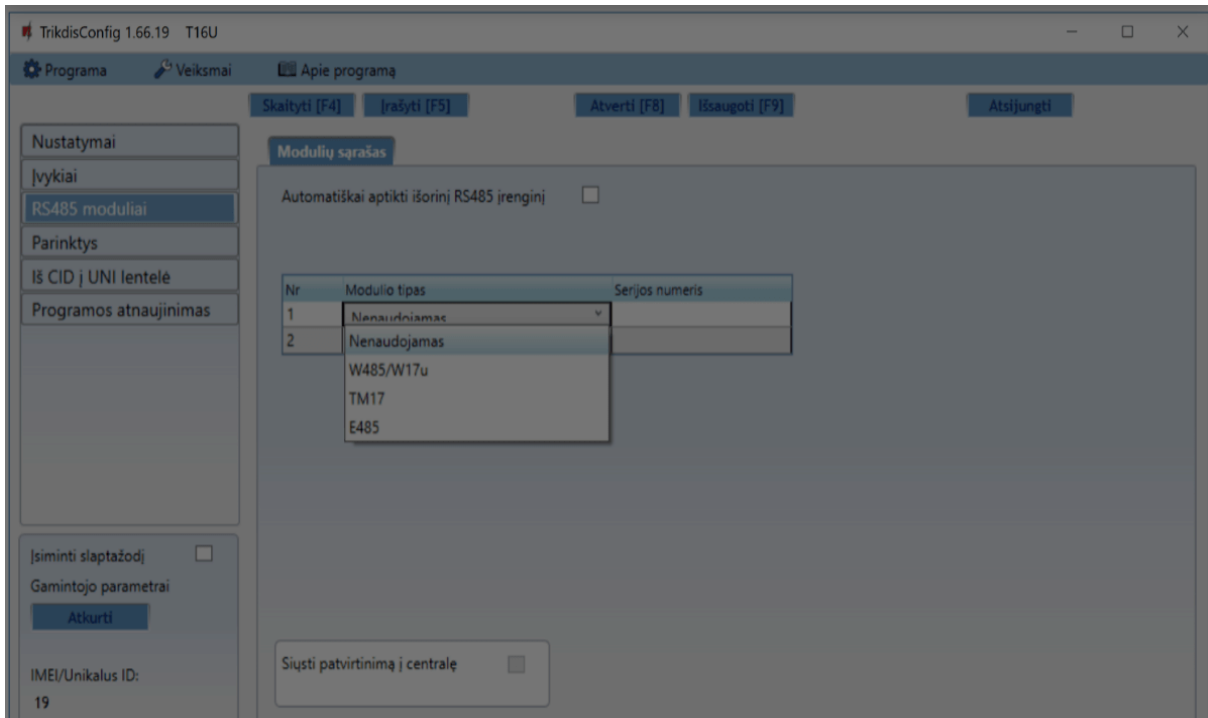 TrikdisConfig 1.66.19 T16U
Programa Veiksmai Apie programą
Skaityti [F4] Įrašyti [F5] Atverti [F8] Išsaugoti [F9] Atsijungti
Nustatymai
Įvykiai
RS485 moduliai
Parinktys
Iš CID į UNI lentelė
Programos atnaujinimas
Modulių sąrašas
Automatiškai aptikti išorinį RS485 įrenginį
Nr Modulio tipas Serijos numeris
1 Nenaudojamas
2
Nenaudojamas
W485/W17u
TM17
E485
Įsiminti slaptažodį
Gamintojo parametrai
Atkurti
IMEI/Unikalus ID:
19
Siųsti patvirtinimą į centralę